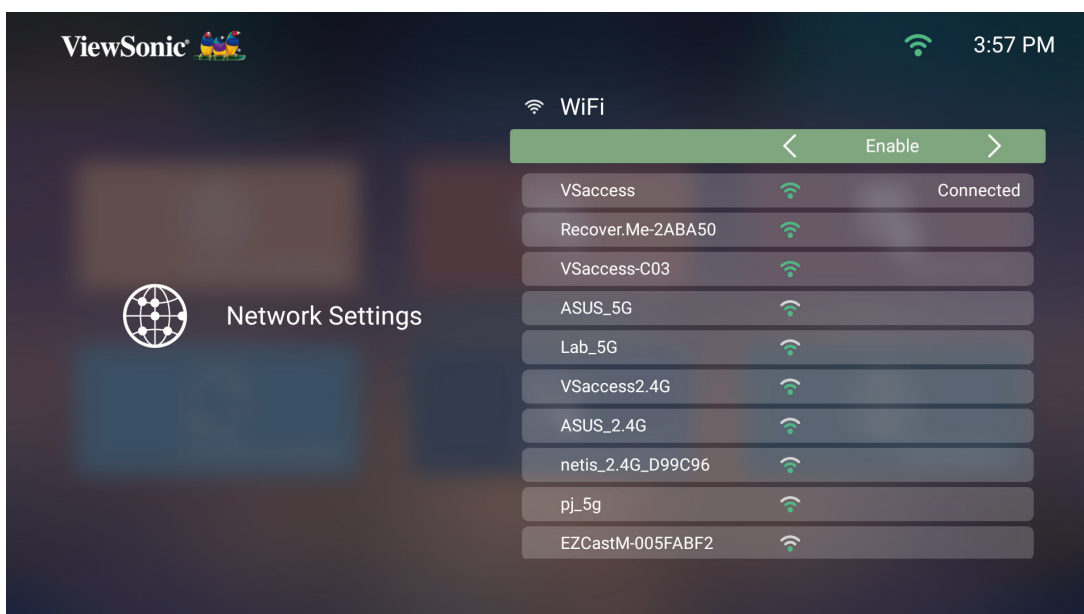 ViewSonic
3:57 PM
WiFi
Enable
VSaccess Connected
Recover.Me-2ABA50
VSaccess-C03
ASUS_5G
Network Settings
Lab_5G
VSaccess2.4G
ASUS_2.4G
netis_2.4G_D99C96
pj_5g
EZCastM-005FABF2